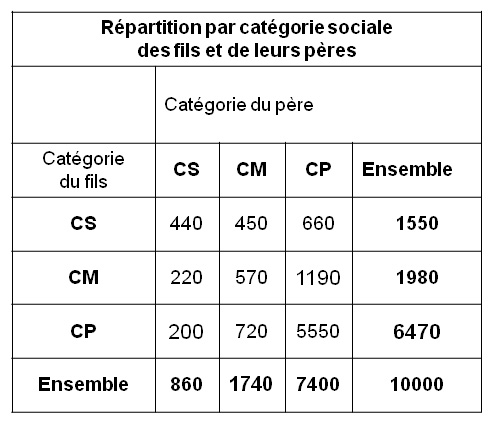 Répartition par catégorie sociale
des fils et de leurs pères
Catégorie du père
Catégorie
du fils
CS CM CP Ensemble
CS 440 450 660 1550
CM 220 570 1190 1980
CP 200 720 5550 6470
Ensemble 860 1740 7400 10000